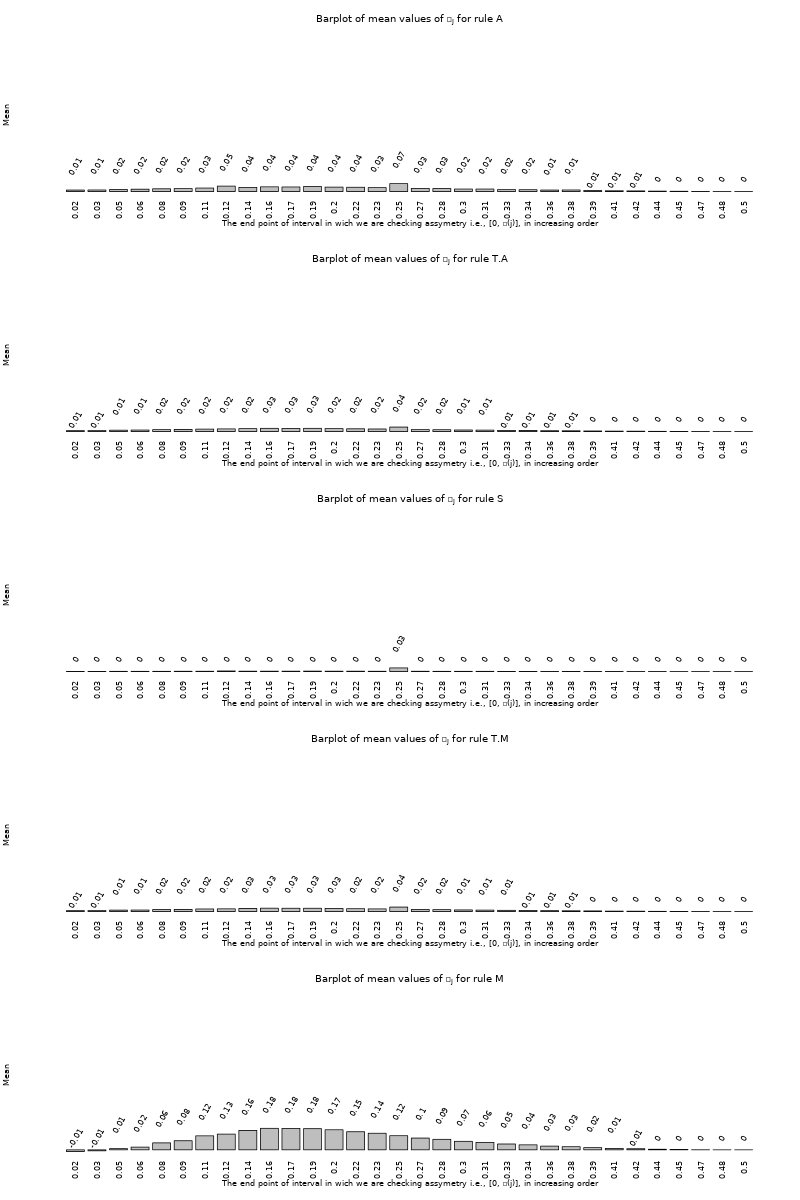 Barplot of mean values of □j for rule A
Mean
0.01 0.01 0.02 0.02 0.02 0.02 0.03 0.05 0.04 0.04 0.04 0.04 0.04 0.04 0.03 0.07 0.03 0.03 0.02 0.02 0.02 0.02 0.01 0.01 0.01 0.01 0.01 0 0 0 0 0
0.02 0.03 0.05 0.06 0.08 0.09 0.11 0.12 0.14 0.16 0.17 0.19 0.2 0.22 0.23 0.25 0.27 0.28 0.3 0.31 0.33 0.34 0.36 0.38 0.39 0.41 0.42 0.44 0.45 0.47 0.48 0.5
The end point of interval in wich we are checking assymetry i.e., [0, □(j)], in increasing order
Barplot of mean values of □j for rule T.A
Mean
0.01 0.01 0.01 0.01 0.02 0.02 0.02 0.02 0.02 0.03 0.03 0.03 0.02 0.02 0.02 0.04 0.02 0.02 0.01 0.01 0.01 0.01 0.01 0.01 0 0 0 0 0 0 0 0
0.02 0.03 0.05 0.06 0.08 0.09 0.11 0.12 0.14 0.16 0.17 0.19 0.2 0.22 0.23 0.25 0.27 0.28 0.3 0.31 0.33 0.34 0.36 0.38 0.39 0.41 0.42 0.44 0.45 0.47 0.48 0.5
The end point of interval in wich we are checking assymetry i.e., [0, □(j)], in increasing order
Barplot of mean values of □j for rule S
Mean
0 0 0 0 0 0 0 0 0 0 0 0 0 0 0 0.03 0 0 0 0 0 0 0 0 0 0 0 0 0 0 0 0
0.02 0.03 0.05 0.06 0.08 0.09 0.11 0.12 0.14 0.16 0.17 0.19 0.2 0.22 0.23 0.25 0.27 0.28 0.3 0.31 0.33 0.34 0.36 0.38 0.39 0.41 0.42 0.44 0.45 0.47 0.48 0.5
The end point of interval in wich we are checking assymetry i.e., [0, □(j)], in increasing order
Barplot of mean values of □j for rule T.M
Mean
0.01 0.01 0.01 0.01 0.02 0.02 0.02 0.02 0.03 0.03 0.03 0.03 0.03 0.02 0.02 0.04 0.02 0.02 0.01 0.01 0.01 0.01 0.01 0.01 0 0 0 0 0 0 0 0
0.02 0.03 0.05 0.06 0.08 0.09 0.11 0.12 0.14 0.16 0.17 0.19 0.2 0.22 0.23 0.25 0.27 0.28 0.3 0.31 0.33 0.34 0.36 0.38 0.39 0.41 0.42 0.44 0.45 0.47 0.48 0.5
The end point of interval in wich we are checking assymetry i.e., [0, □(j)], in increasing order
Barplot of mean values of □j for rule M
Mean
-0.01 -0.01 0.01 0.02 0.06 0.08 0.12 0.13 0.16 0.18 0.18 0.18 0.17 0.15 0.14 0.12 0.1 0.09 0.07 0.06 0.05 0.04 0.03 0.03 0.02 0.01 0.01 0 0 0 0 0
0.02 0.03 0.05 0.06 0.08 0.09 0.11 0.12 0.14 0.16 0.17 0.19 0.2 0.22 0.23 0.25 0.27 0.28 0.3 0.31 0.33 0.34 0.36 0.38 0.39 0.41 0.42 0.44 0.45 0.47 0.48 0.5
The end point of interval in wich we are checking assymetry i.e., [0, □(j)], in increasing order